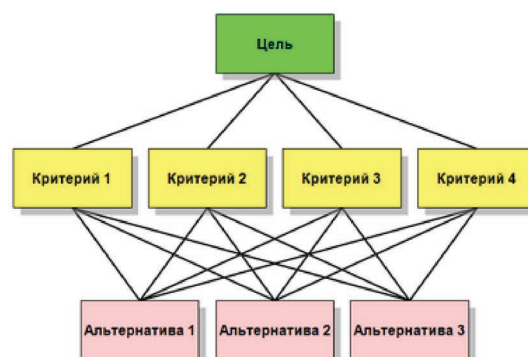 Цель
Критерий 1
Критерий 2
Критерий 3
Критерий 4
Альтернатива 1
Альтернатива 2
Альтернатива 3